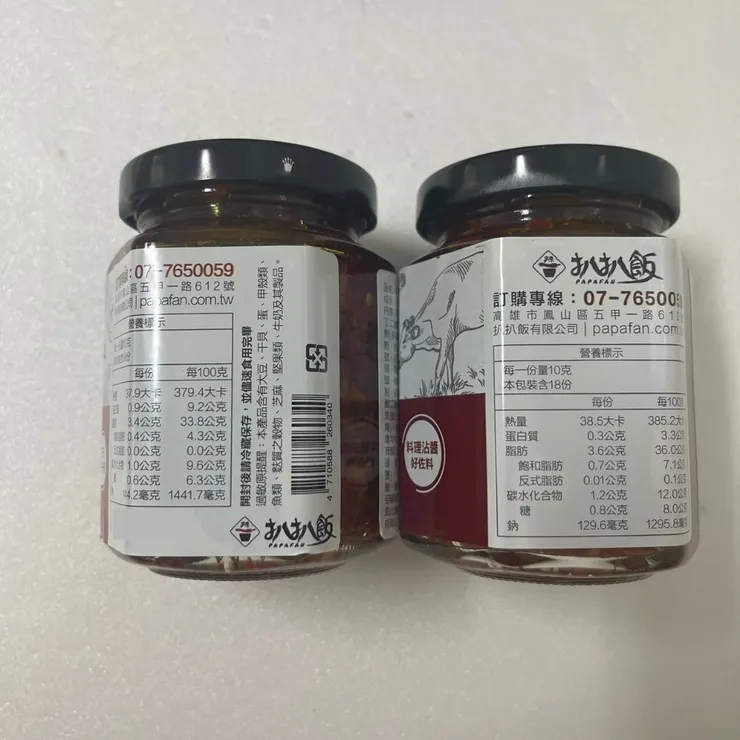 :07-7650059
區五甲一路612號
papafan.com.tw
營養標示
每份 每100克
37.9大卡 379.4大卡
0.9公克 9.2公克
3.4公克 33.8公克
0.4公克 4.3公克
0.0公克 0.0公克
1.0公克 9.6公克
0.6公克 6.3公克
44.2毫克 1441.7毫克
開封後請冷藏保存，並儘速食用完畢
過敏原提醒：本產品含有大豆、干貝、蛋、甲殼類、
魚類、麩質之穀物、芝麻、堅果類、牛奶及其製品。
4 710588 260340
扒扒飯
PAPAFAN
料理沾醬
好佐料
扒扒飯
PAPAFAN
訂購專線：07-765005
高雄市鳳山區五甲一路612
扒扒飯有限公司 | papafan.com
營養標示
每一份量10克
本包裝含18份
每份 每100
熱量 38.5大卡 385.2大
蛋白質 0.3公克 3.3公
脂肪 3.6公克 36.0公
飽和脂肪 0.7公克 7.1公
反式脂肪 0.01公克 0.1公
碳水化合物 1.2公克 12.0公
糖 0.8公克 8.0公
鈉 129.6毫克 1295.8毫